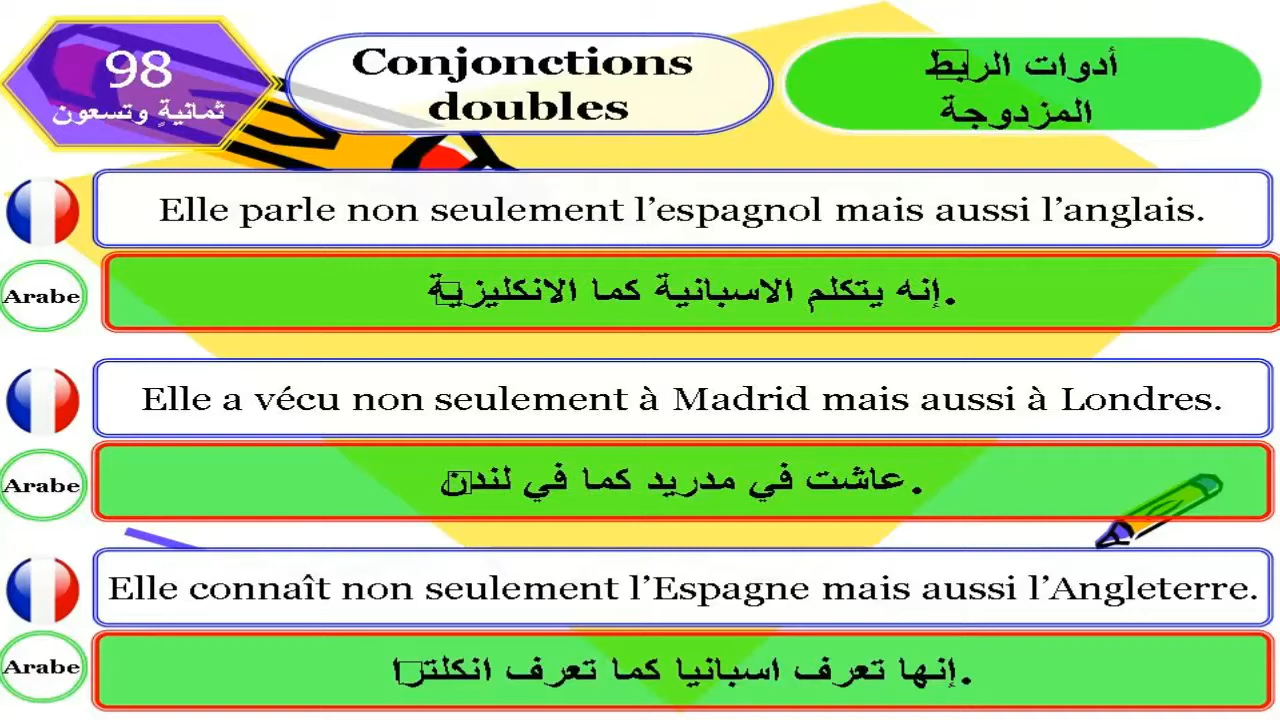 98
ثمانيةٍ وتسعون
Conjonctions
doubles
أدوات الربط
المزدوجة
Elle parle non seulement l’espagnol mais aussi l’anglais.
Arabe
إنه يتكلم الاسبانية كما الانكليزية.
Elle a vécu non seulement à Madrid mais aussi à Londres.
Arabe
عاشت في مدريد كما في لندن.
Elle connaît non seulement l’Espagne mais aussi l’Angleterre.
Arabe
إنها تعرف اسبانيا كما تعرف انكلترا.